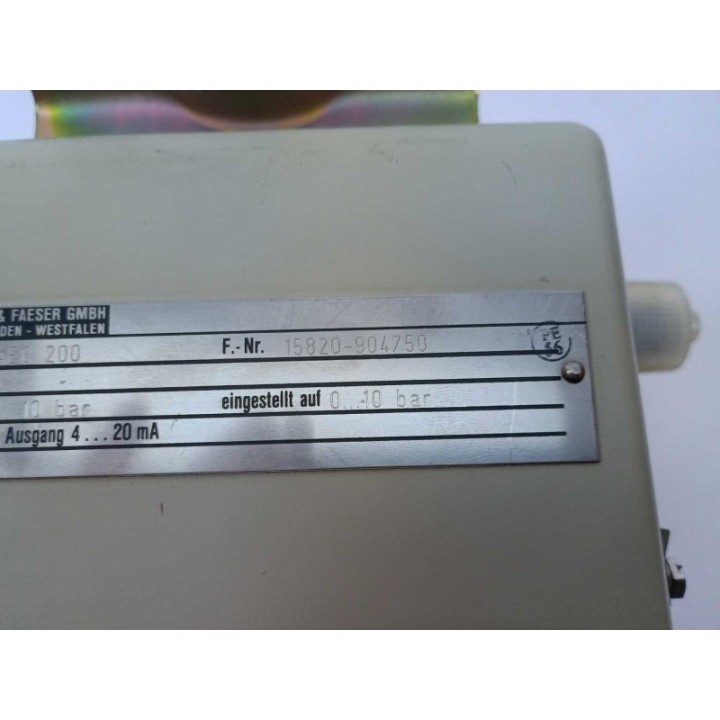 & FAESER GMBH
DEN - WESTFALEN
200 F.-Nr. 15820-904750
10 bar eingestellt auf 0...10 bar
Ausgang 4 ... 20 mA